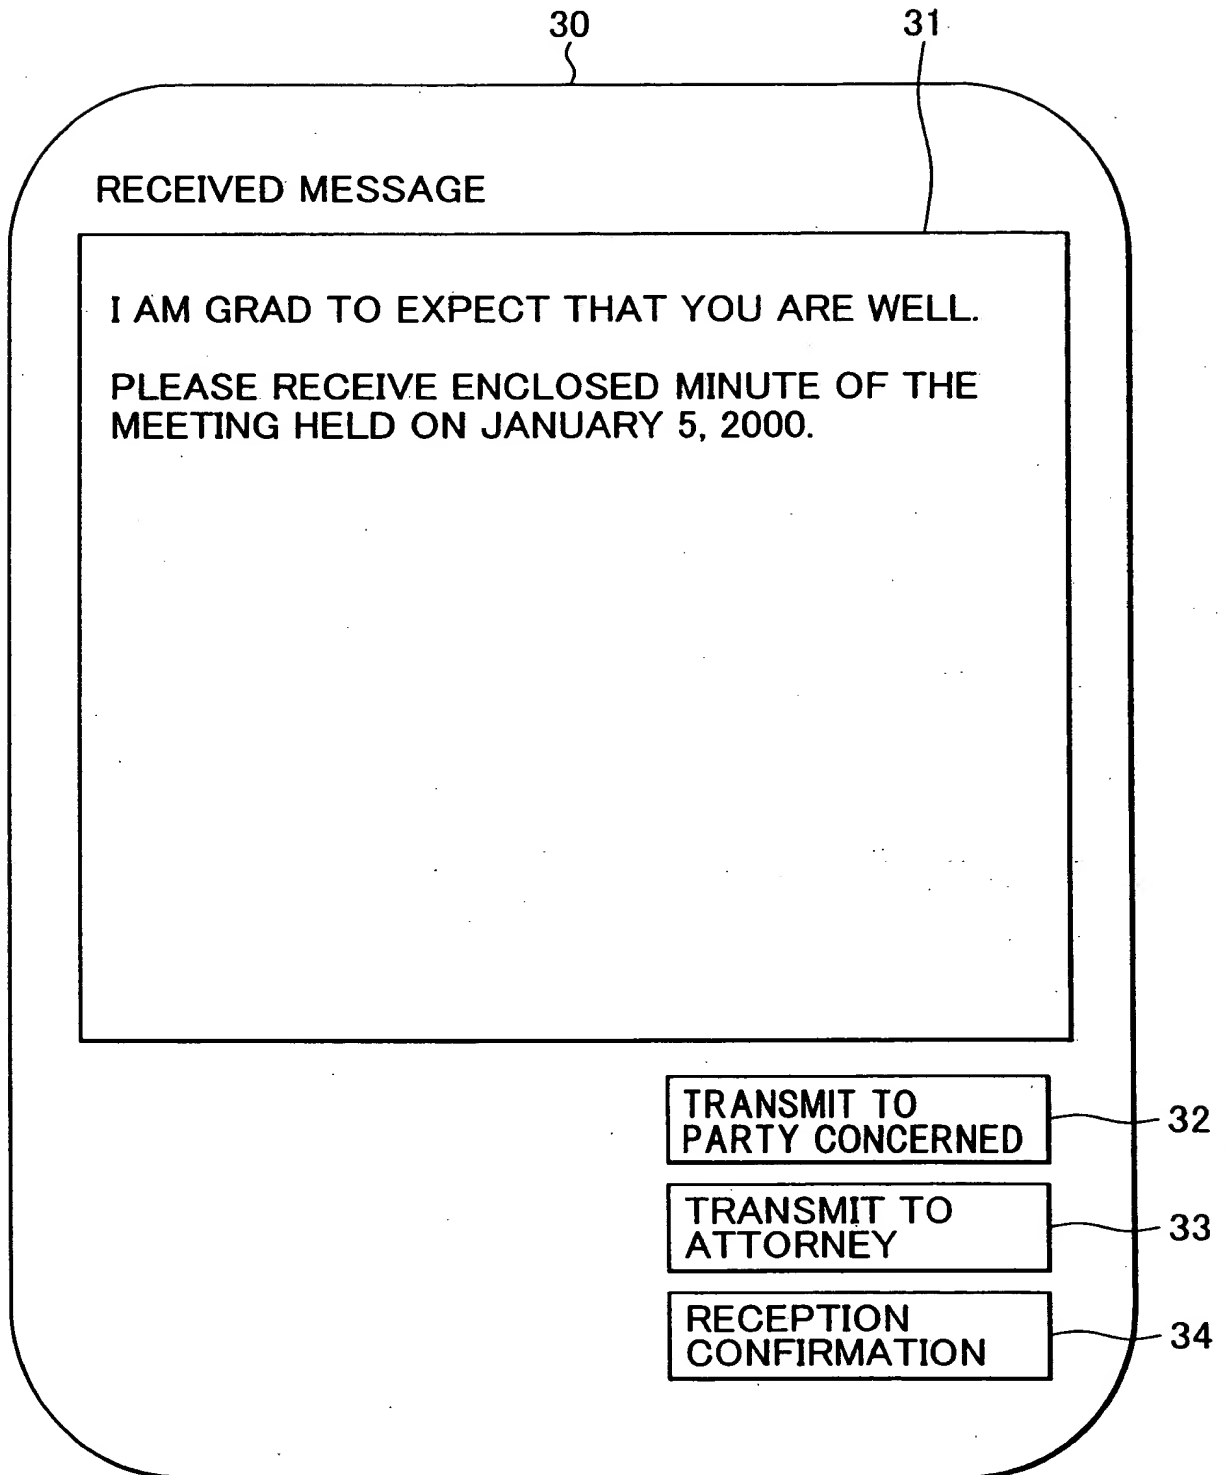 30
31
RECEIVED MESSAGE
I AM GRAD TO EXPECT THAT YOU ARE WELL.
PLEASE RECEIVE ENCLOSED MINUTE OF THE
MEETING HELD ON JANUARY 5, 2000.
TRANSMIT TO
PARTY CONCERNED
32
TRANSMIT TO
ATTORNEY
33
RECEPTION
CONFIRMATION
34